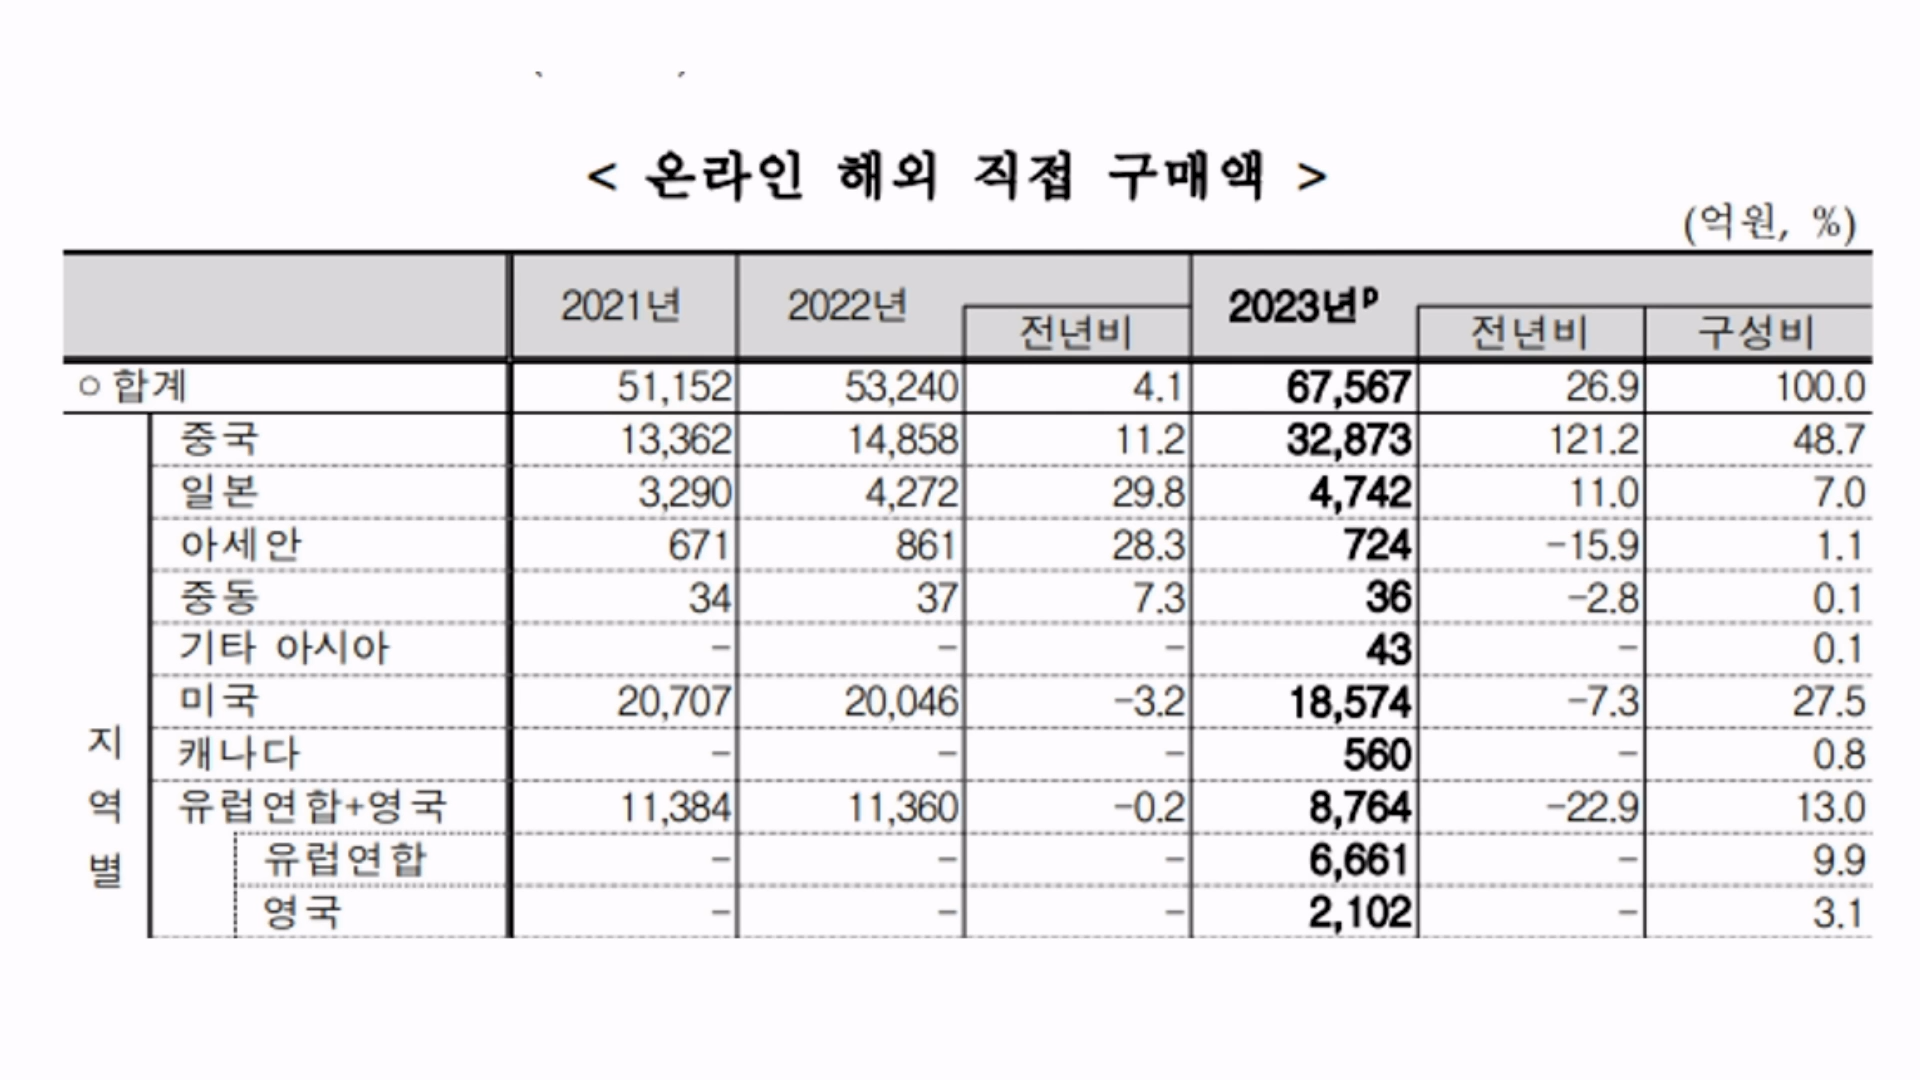 < 온라인 해외 직접 구매액 >
(억원, %)
2021년 2022년 전년비 2023년ᵖ 전년비 구성비
○ 합계 51,152 53,240 4.1 67,567 26.9 100.0
지역별
중국 13,362 14,858 11.2 32,873 121.2 48.7
일본 3,290 4,272 29.8 4,742 11.0 7.0
아세안 671 861 28.3 724 -15.9 1.1
중동 34 37 7.3 36 -2.8 0.1
기타 아시아 - - - 43 - 0.1
미국 20,707 20,046 -3.2 18,574 -7.3 27.5
캐나다 - - - 560 - 0.8
유럽연합+영국 11,384 11,360 -0.2 8,764 -22.9 13.0
유럽연합 - - - 6,661 - 9.9
영국 - - - 2,102 - 3.1